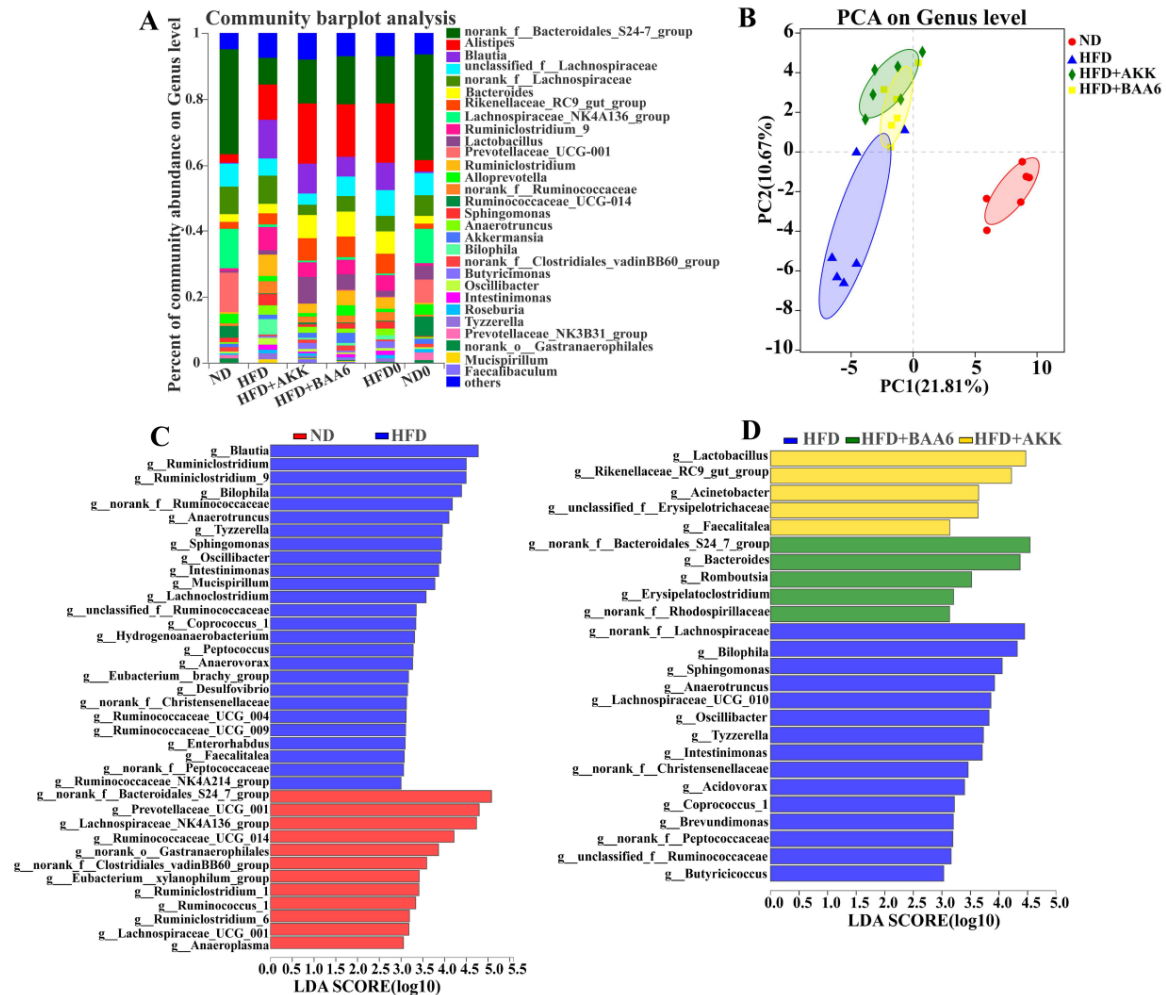 A
Community barplot analysis
Percent of community abundance on Genus level
1
0.8
0.6
0.4
0.2
0
ND
HFD
HFD+AKK
HFD+BAA6
HFD0
ND0
norank_f_Bacteroidales_S24-7_group
Alistipes
Blautia
unclassified_f_Lachnospiraceae
norank_f_Lachnospiraceae
Bacteroides
Rikenellaceae_RC9_gut_group
Lachnospiraceae_NK4A136_group
Ruminiclostridium_9
Lactobacillus
Prevotellaceae_UCG-001
Ruminiclostridium
Alloprevotella
norank_f_Ruminococcaceae
Ruminococcaceae_UCG-014
Sphingomonas
Anaerotruncus
Akkermansia
Bilophila
norank_f_Clostridiales_vadinBB60_group
Butyricimonas
Oscillibacter
Intestinimonas
Roseburia
Tyzzerella
Prevotellaceae_NK3B31_group
norank_o_Gastranaerophilales
Mucispirillum
Faecalibaculum
others
B
PCA on Genus level
PC2(10.67%)
6
4
2
0
-2
-4
-6
-8
-10
-5
0
5
10
PC1(21.81%)
ND
HFD
HFD+AKK
HFD+BAA6
C
ND
HFD
g__Blautia
g__Ruminiclostridium
g__Ruminiclostridium_9
g__Bilophila
g__norank_f__Ruminococcaceae
g__Anaerotruncus
g__Tyzzerella
g__Sphingomonas
g__Oscillibacter
g__Intestinimonas
g__Mucispirillum
g__Lachnoclostridium
g__unclassified_f__Ruminococcaceae
g__Coprococcus_1
g__Hydrogenoanaerobacterium
g__Peptococcus
g__Anaerovorax
g__Eubacterium_brachy_group
g__Desulfovibrio
g__norank_f__Christensenellaceae
g__Ruminococcaceae_UCG_004
g__Ruminococcaceae_UCG_009
g__Enterorhabdus
g__Faecalitalea
g__norank_f__Peptococcaceae
g__Ruminococcaceae_NK4A214_group
g__norank_f__Bacteroidales_S24_7_group
g__Prevotellaceae_UCG_001
g__Lachnospiraceae_NK4A136_group
g__Ruminococcaceae_UCG_014
g__norank_o__Gastranaerophilales
g__norank_f__Clostridiales_vadinBB60_group
g___Eubacterium__xylanophilum_group
g__Ruminiclostridium_1
g__Ruminococcus_1
g__Ruminiclostridium_6
g__Lachnospiraceae_UCG_001
g__Anaeroplasma
0.0 0.5 1.0 1.5 2.0 2.5 3.0 3.5 4.0 4.5 5.0 5.5
LDA SCORE(log10)
D
HFD
HFD+BAA6
HFD+AKK
g__Lactobacillus
g__Rikenellaceae_RC9_gut_group
g__Acinetobacter
g__unclassified_f__Erysipelotrichaceae
g__Faecalitalea
g__norank_f__Bacteroidales_S24_7_group
g__Bacteroides
g__Romboutsia
g__Erysipelatoclostridium
g__norank_f__Rhodospirillaceae
g__norank_f__Lachnospiraceae
g__Bilophila
g__Sphingomonas
g__Anaerotruncus
g__Lachnospiraceae_UCG_010
g__Oscillibacter
g__Tyzzerella
g__Intestinimonas
g__norank_f__Christensenellaceae
g__Acidovorax
g__Coprococcus_1
g__Brevundimonas
g__norank_f__Peptococcaceae
g__unclassified_f__Ruminococcaceae
g__Butyricicoccus
0.0 0.5 1.0 1.5 2.0 2.5 3.0 3.5 4.0 4.5 5.0
LDA SCORE(log10)